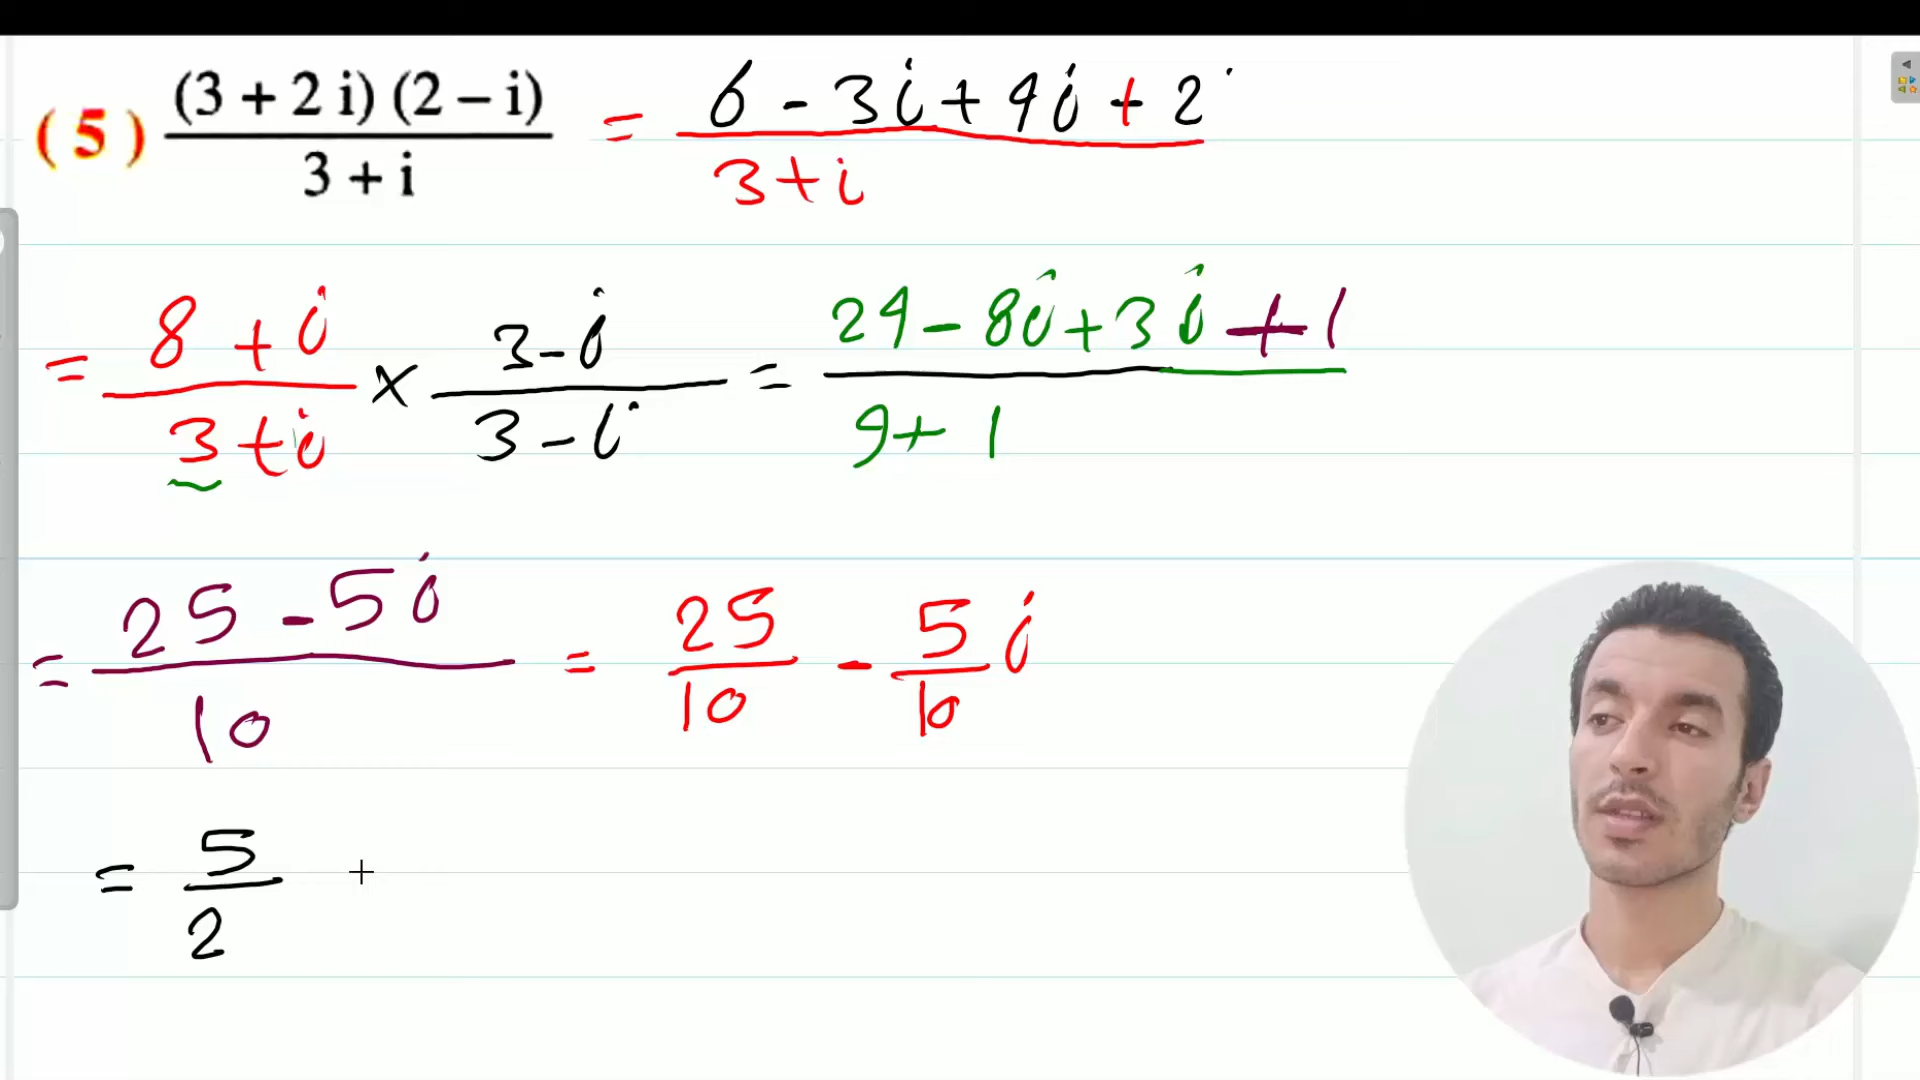 (5) (3 + 2 i) (2 – i) / 3 + i = 6 - 3i + 4i + 2 / 3 + i
= 8 + i / 3 + i × 3 - i / 3 - i = 24 - 8i + 3i + 1 / 9 + 1
= 25 - 5i / 10 = 25 / 10 - 5 / 10 i
= 5 / 2